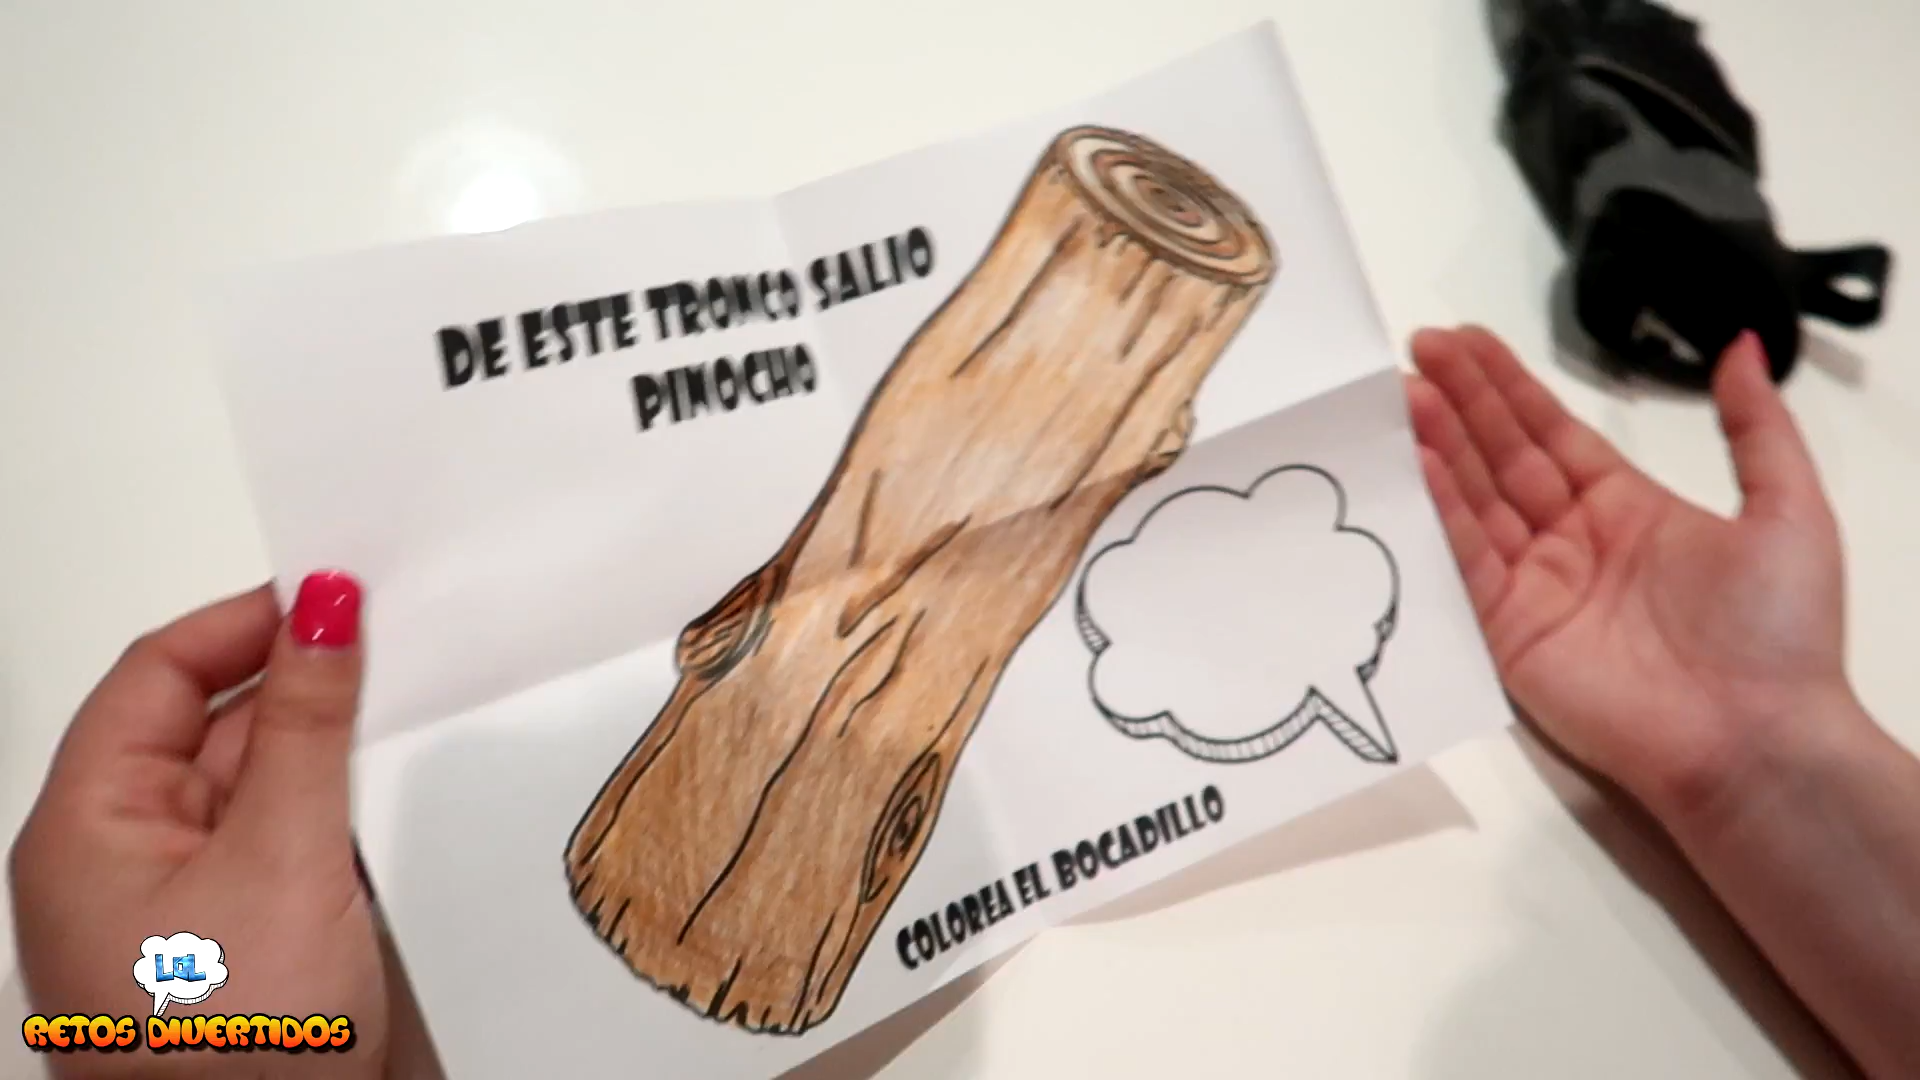 DE ESTE TRONCO SALIO
PINOCHO
COLOREA EL BOCADILLO
LOL
RETOS DIVERTIDOS